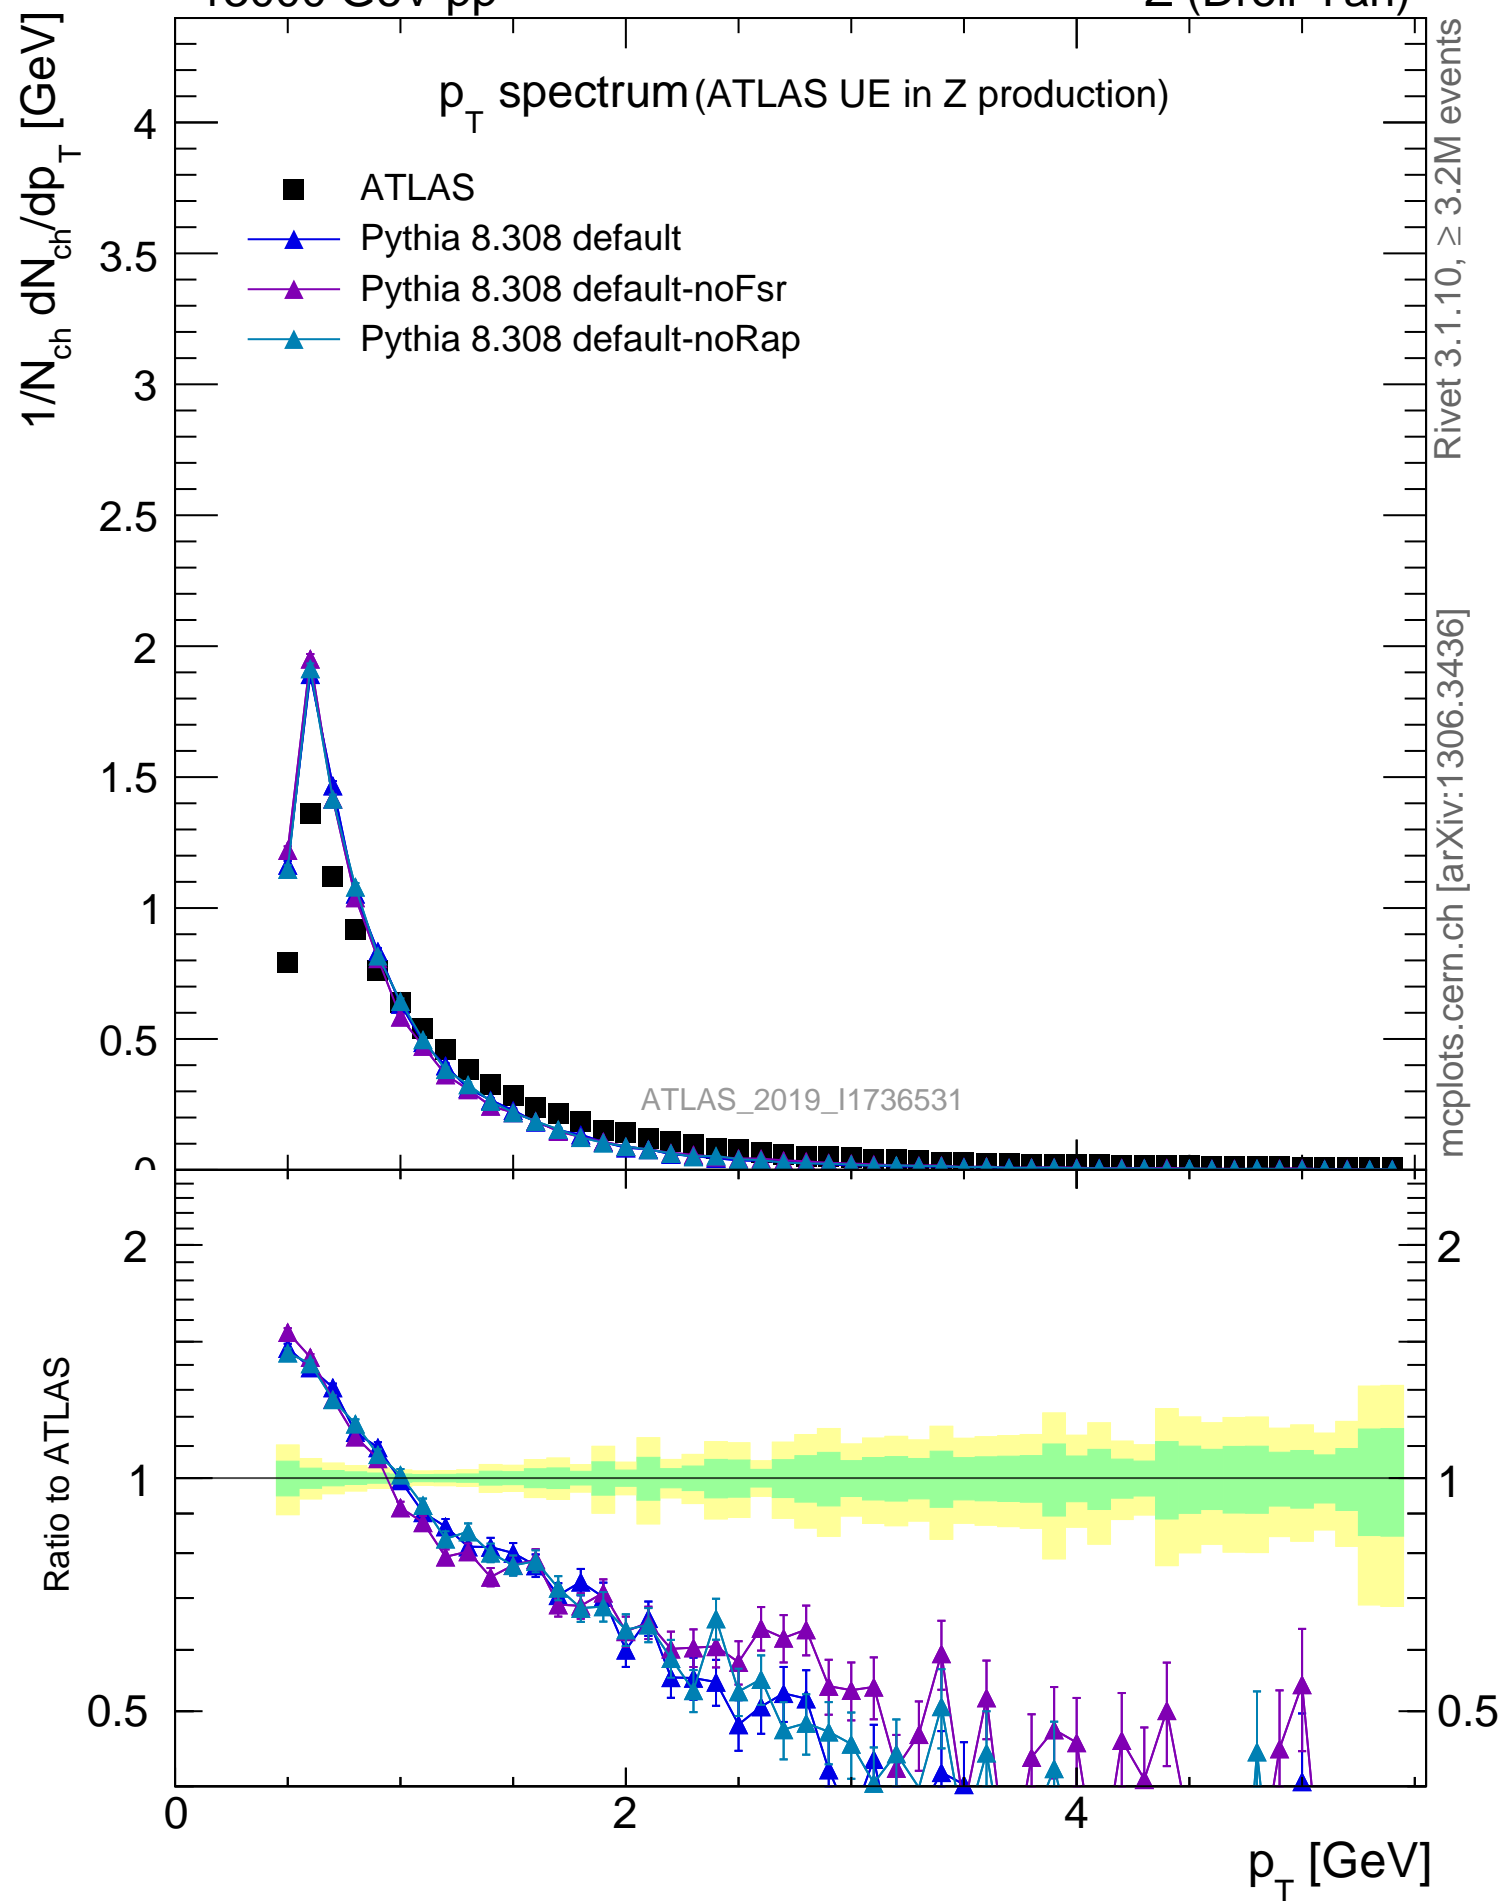 p_T spectrum (ATLAS UE in Z production)
ATLAS
Pythia 8.308 default
Pythia 8.308 default-noFsr
Pythia 8.308 default-noRap
1/N_ch dN_ch/dp_T [GeV]
4
3.5
3
2.5
2
1.5
1
0.5
ATLAS_2019_I1736531
Rivet 3.1.10, ≥ 3.2M events
mcplots.cern.ch [arXiv:1306.3436]
Ratio to ATLAS
2
1
0.5
2
1
0.5
0
2
4
p_T [GeV]